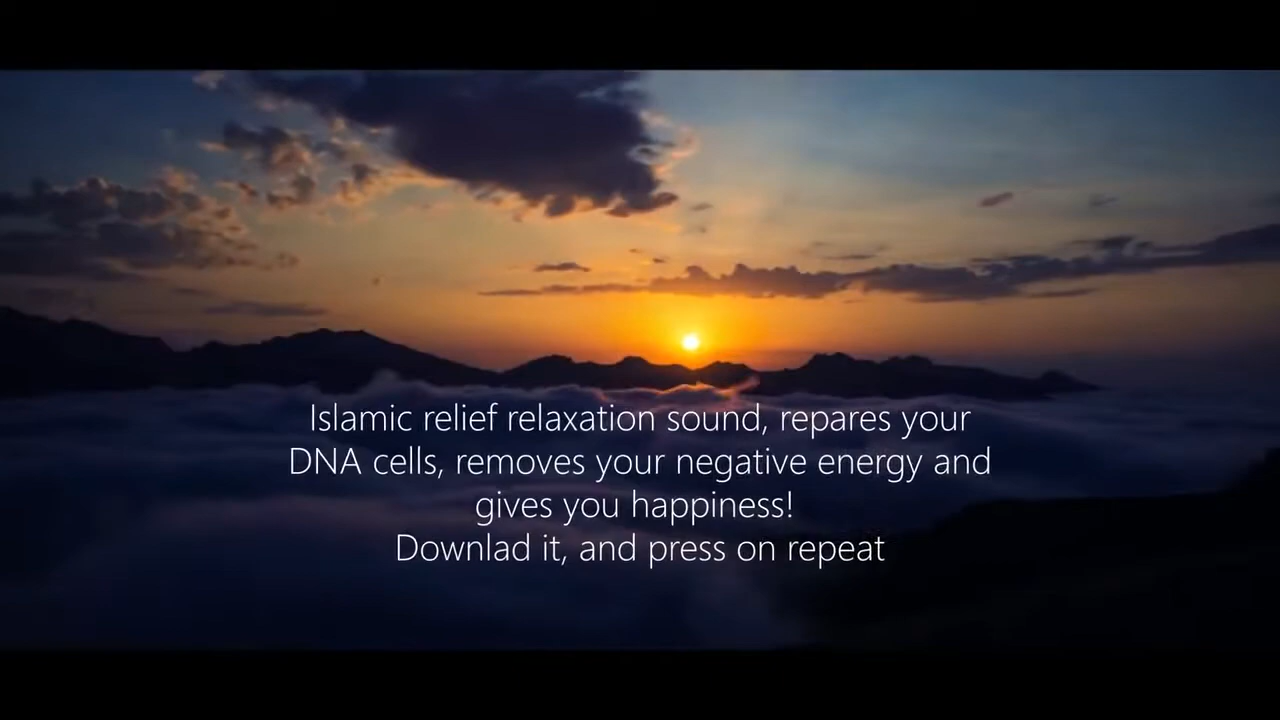 Islamic relief relaxation sound, repares your
DNA cells, removes your negative energy and
gives you happiness!
Downlad it, and press on repeat